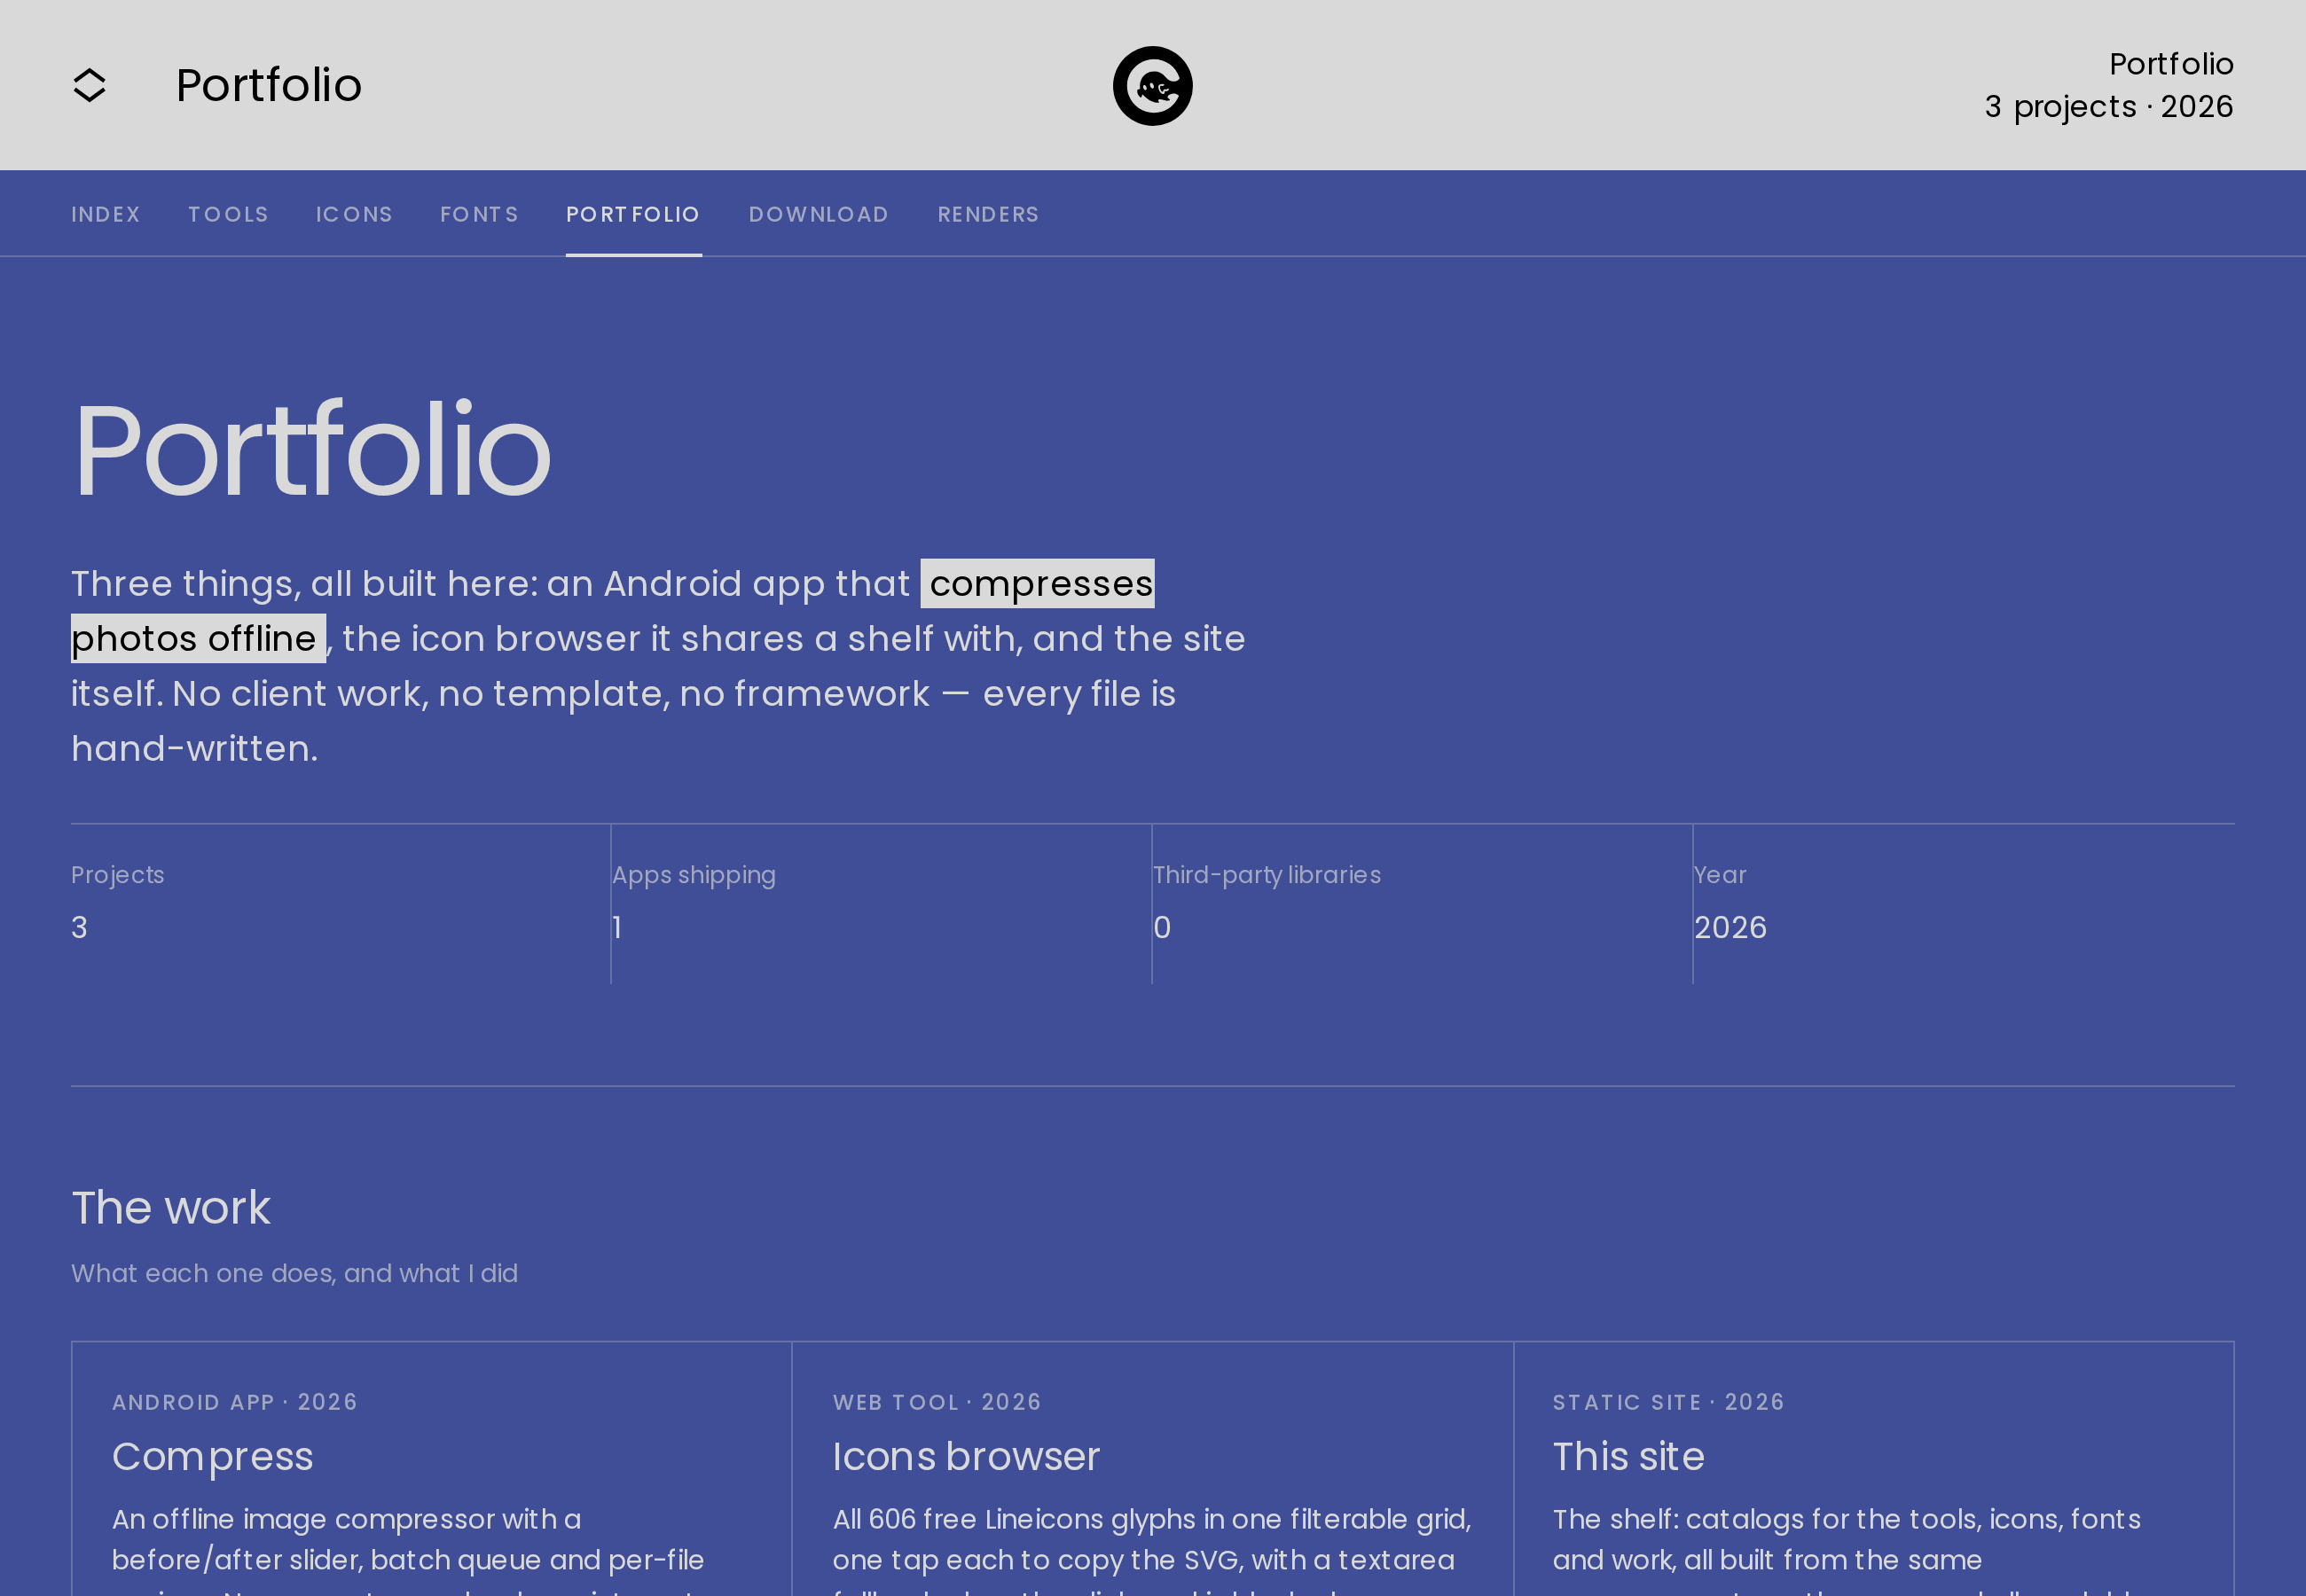 Portfolio
Portfolio
3 projects · 2026
INDEX TOOLS ICONS FONTS PORTFOLIO DOWNLOAD RENDERS
Portfolio
Three things, all built here: an Android app that compresses
photos offline , the icon browser it shares a shelf with, and the site
itself. No client work, no template, no framework — every file is
hand-written.
Projects
3
Apps shipping
1
Third-party libraries
0
Year
2026
The work
What each one does, and what I did
ANDROID APP · 2026
Compress
An offline image compressor with a
before/after slider, batch queue and per-file
WEB TOOL · 2026
Icons browser
All 606 free Lineicons glyphs in one filterable grid,
one tap each to copy the SVG, with a textarea
STATIC SITE · 2026
This site
The shelf: catalogs for the tools, icons, fonts
and work, all built from the same